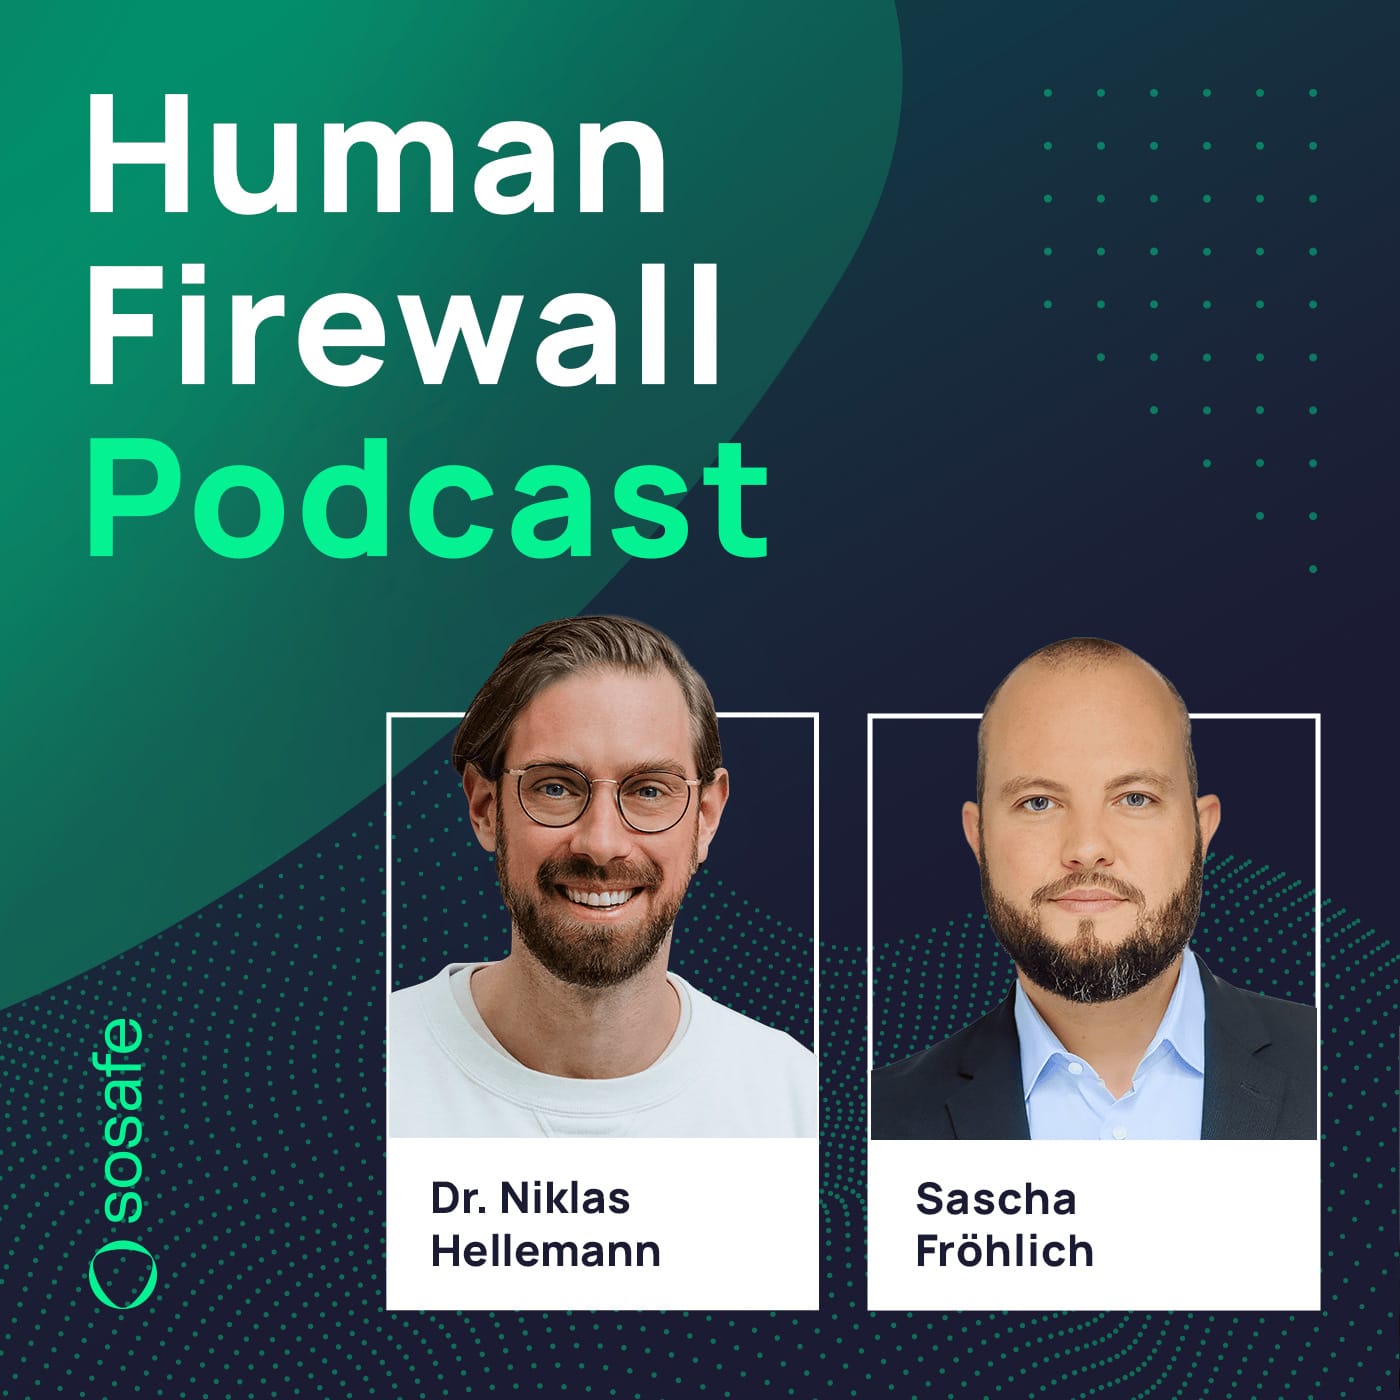 Human
Firewall
Podcast
sosafe
Dr. Niklas
Hellemann
Sascha
Fröhlich